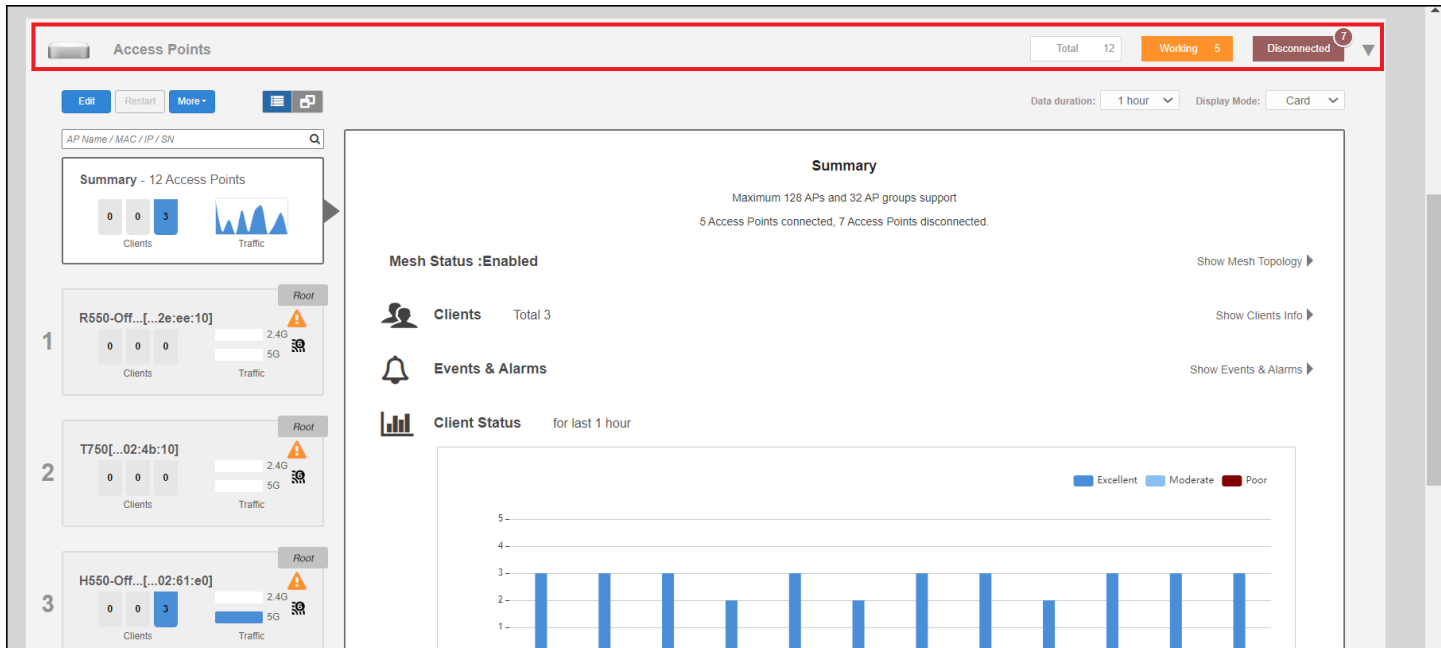 Access Points
Total 12
Working 5
Disconnected 7
Edit Restart More
Data duration: 1 hour Display Mode: Card
AP Name / MAC / IP / SN
Summary - 12 Access Points
0 0 3
Clients Traffic
Root
1
R550-Off...[...2e:ee:10]
0 0 0
2.4G
5G
6
Clients Traffic
Root
2
T750[...02:4b:10]
0 0 0
2.4G
5G
6
Clients Traffic
Root
3
H550-Off...[...02:61:e0]
0 0 3
2.4G
5G
6
Clients Traffic
Summary
Maximum 128 APs and 32 AP groups support
5 Access Points connected, 7 Access Points disconnected.
Mesh Status :Enabled Show Mesh Topology
Clients Total 3 Show Clients Info
Events & Alarms Show Events & Alarms
Client Status for last 1 hour
Excellent Moderate Poor
5
4
3
2
1